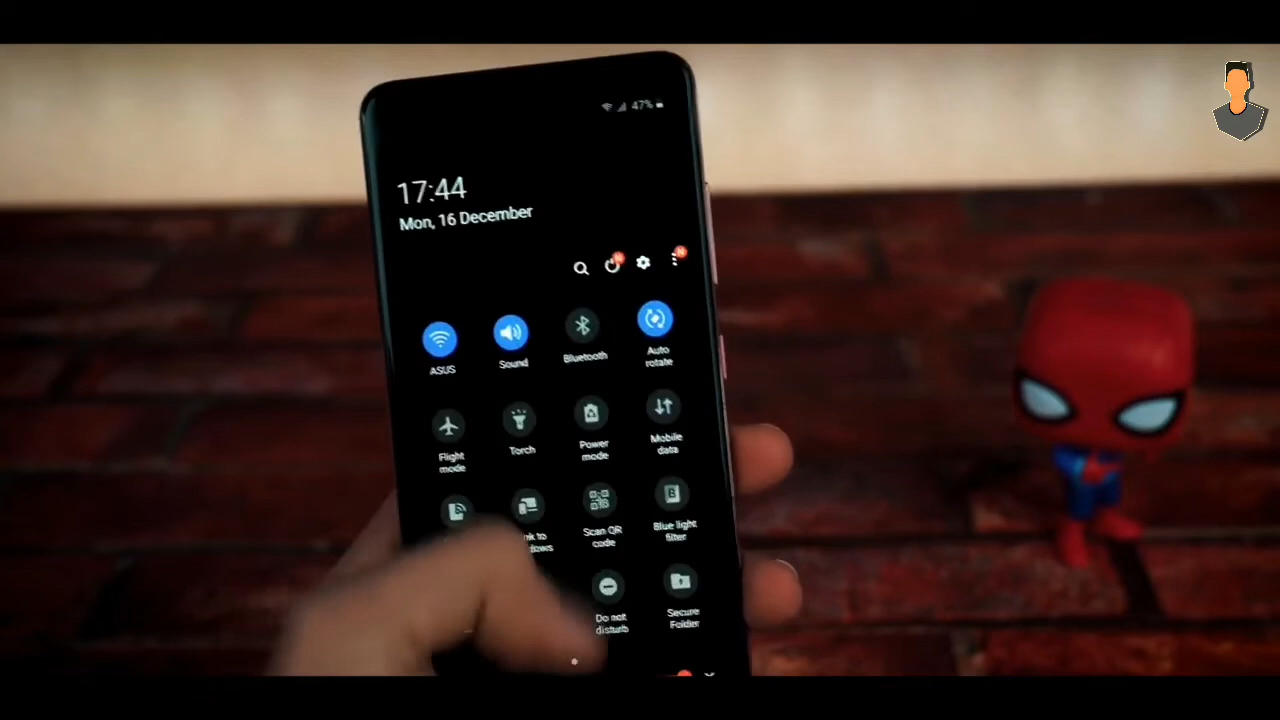 47%
17:44
Mon, 16 December
N
N
ASUS
Sound
Bluetooth
Auto
rotate
Flight
mode
Torch
Power
mode
Mobile
data
Scan QR
code
Blue light
filter
Do not
disturb
Secure
Folder